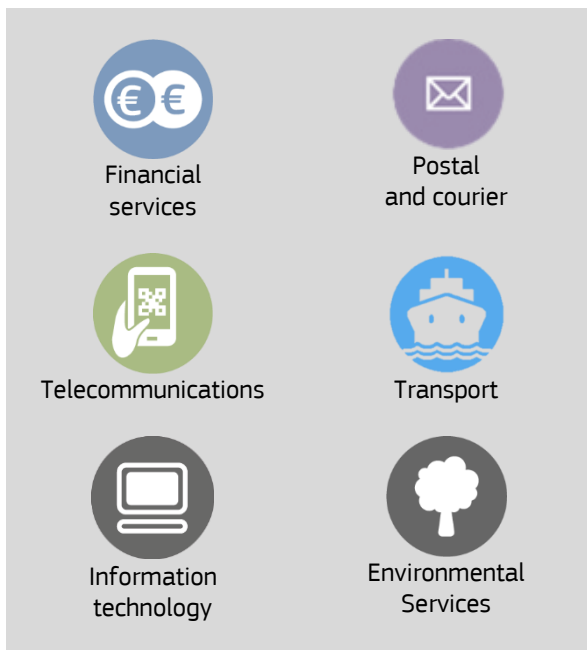 € €
Financial
services
Postal
and courier
Telecommunications
Transport
Information
technology
Environmental
Services